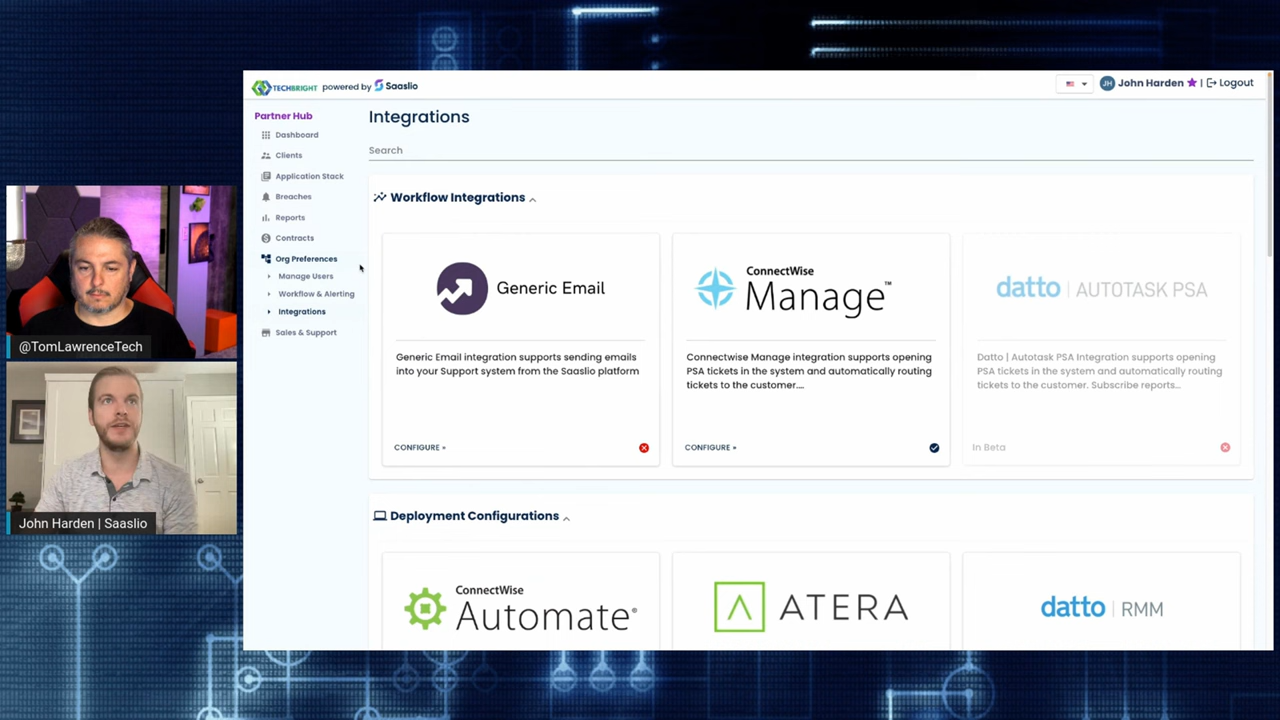 TECHBRIGHT powered by Saaslio
JH John Harden | Logout
Partner Hub
Dashboard
Clients
Application Stack
Breaches
Reports
Contracts
Org Preferences
Manage Users
Workflow & Alerting
Integrations
Sales & Support
Integrations
Search
Workflow Integrations
Generic Email
Generic Email integration supports sending emails
into your Support system from the Saaslio platform
CONFIGURE »
ConnectWise
Manage™
Connectwise Manage integration supports opening
PSA tickets in the system and automatically routing
tickets to the customer....
CONFIGURE »
datto | AUTOTASK PSA
Datto | Autotask PSA Integration supports opening
PSA tickets in the system and automatically routing
tickets to the customer. Subscribe reports...
In Beta
Deployment Configurations
ConnectWise
Automate®
ATERA
datto | RMM
@TomLawrenceTech
John Harden | Saaslio